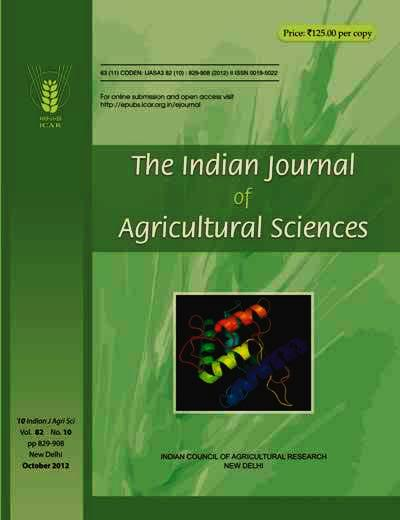 Price: ₹125.00 per copy
63 (11) CODEN: IJASA3 82 (10) : 829-908 (2012) II ISSN 0019-5022
For online submission and open access visit
http://epubs.icar.org.in/ejournal
ICAR
The Indian Journal
of
Agricultural Sciences
10 Indian J Agri Sci
Vol. 82 No. 10
pp 829-908
New Delhi
October 2012
INDIAN COUNCIL OF AGRICULTURAL RESEARCH
NEW DELHI